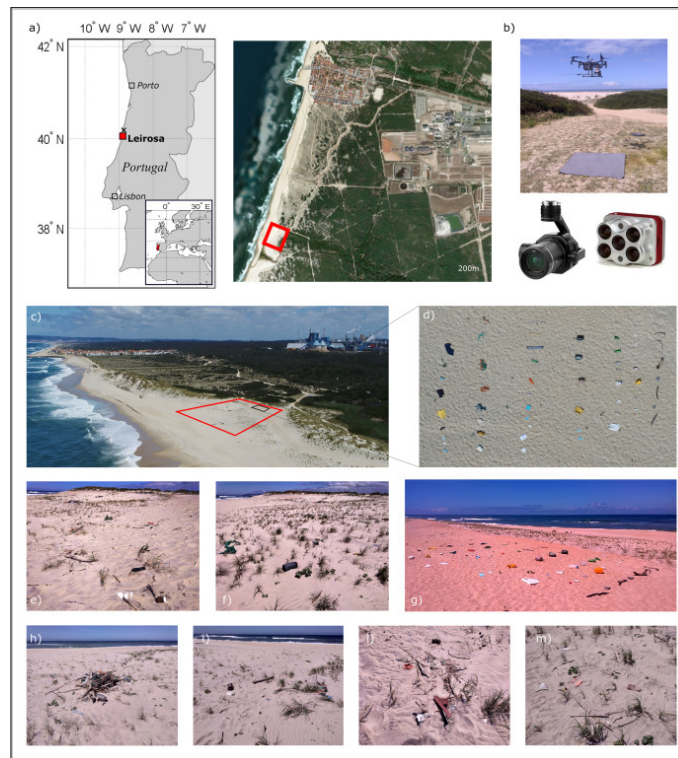 a)
10° W 9° W 8° W 7° W
42° N
Porto
40° N
Leirosa
Portugal
Lisbon
38° N
0° 30° E
200m
b)
c)
d)
e)
f)
g)
h)
i)
l)
m)